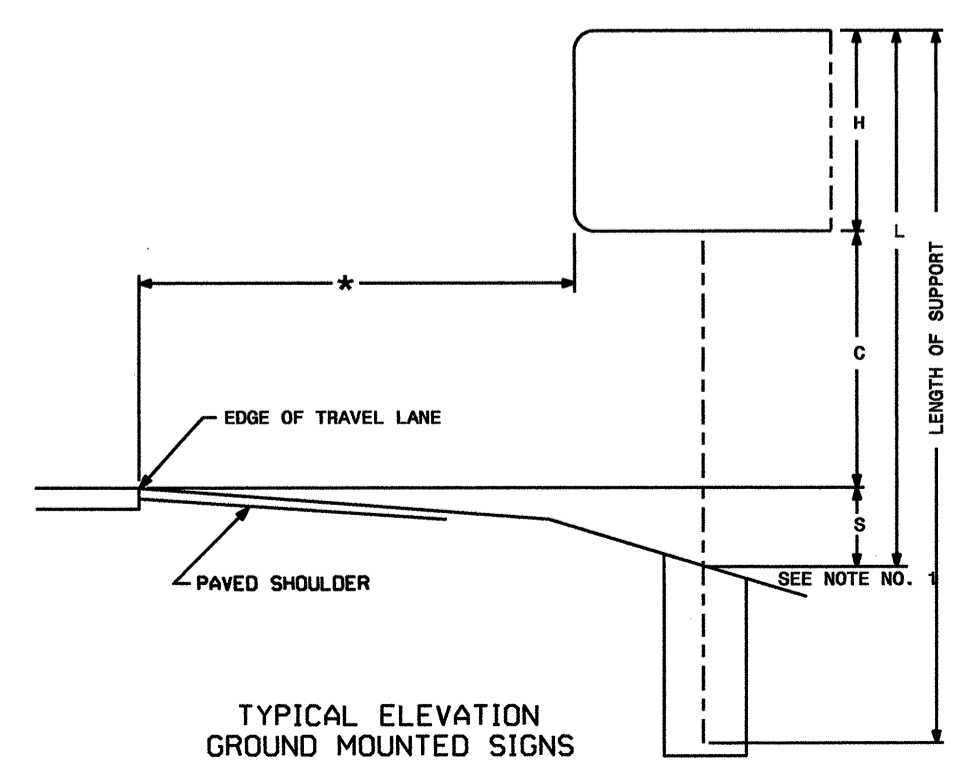 H
L
LENGTH OF SUPPORT
*
C
EDGE OF TRAVEL LANE
S
PAVED SHOULDER
SEE NOTE NO. 1
TYPICAL ELEVATION
GROUND MOUNTED SIGNS